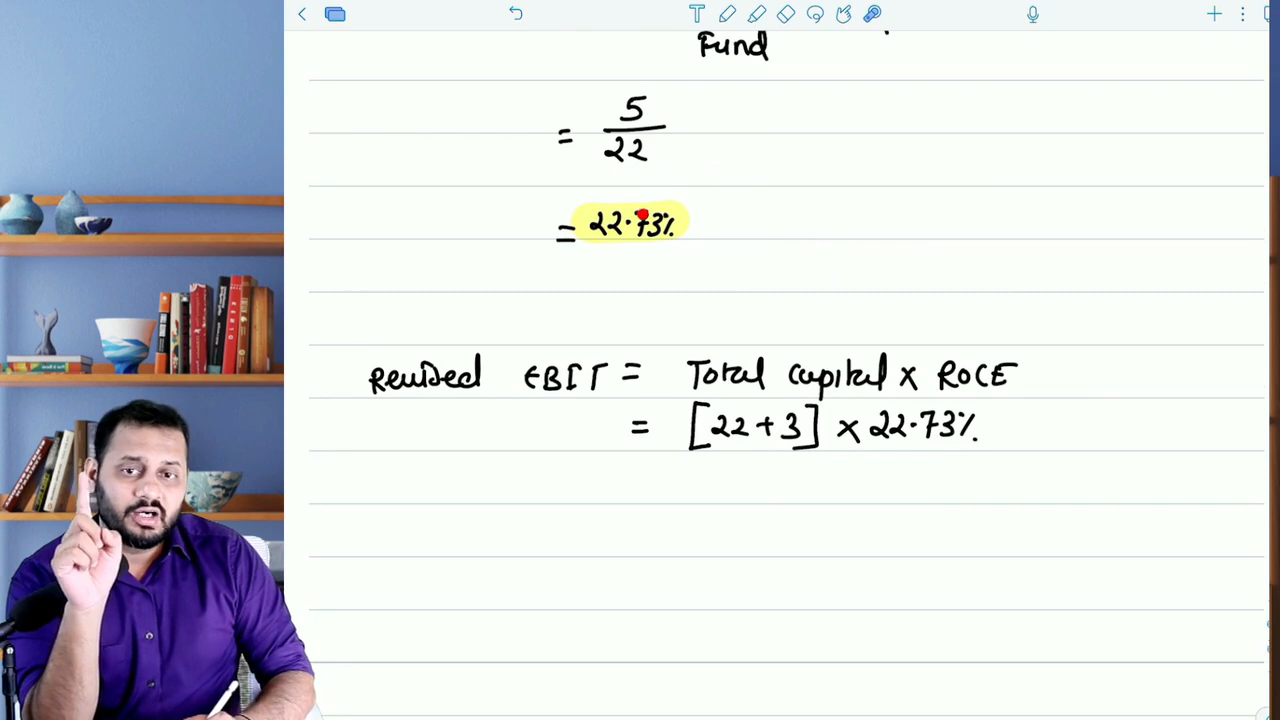 Fund
= 5/22
= 22.73%
Revised EBIT = Total capital x ROCE
= [22 + 3] x 22.73%